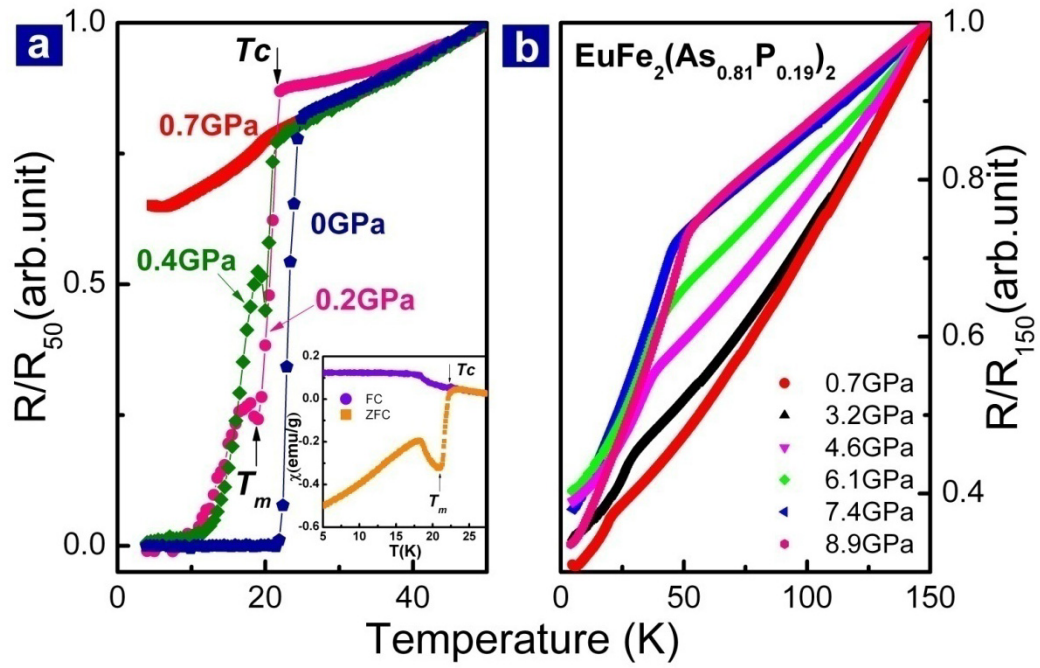 a
1.0
0.5
0.0
R/R50(arb.unit)
Tc
0.7GPa
0.4GPa
0GPa
0.2GPa
Tm
0.2
0.0
-0.2
-0.4
-0.6
χ(emu/g)
FC
ZFC
Tc
Tm
5 10 15 20 25
T(K)
0 20 40
b
EuFe2(As0.81P0.19)2
1.0
0.8
0.6
0.4
R/R150(arb.unit)
0.7GPa
3.2GPa
4.6GPa
6.1GPa
7.4GPa
8.9GPa
0 50 100 150
Temperature (K)